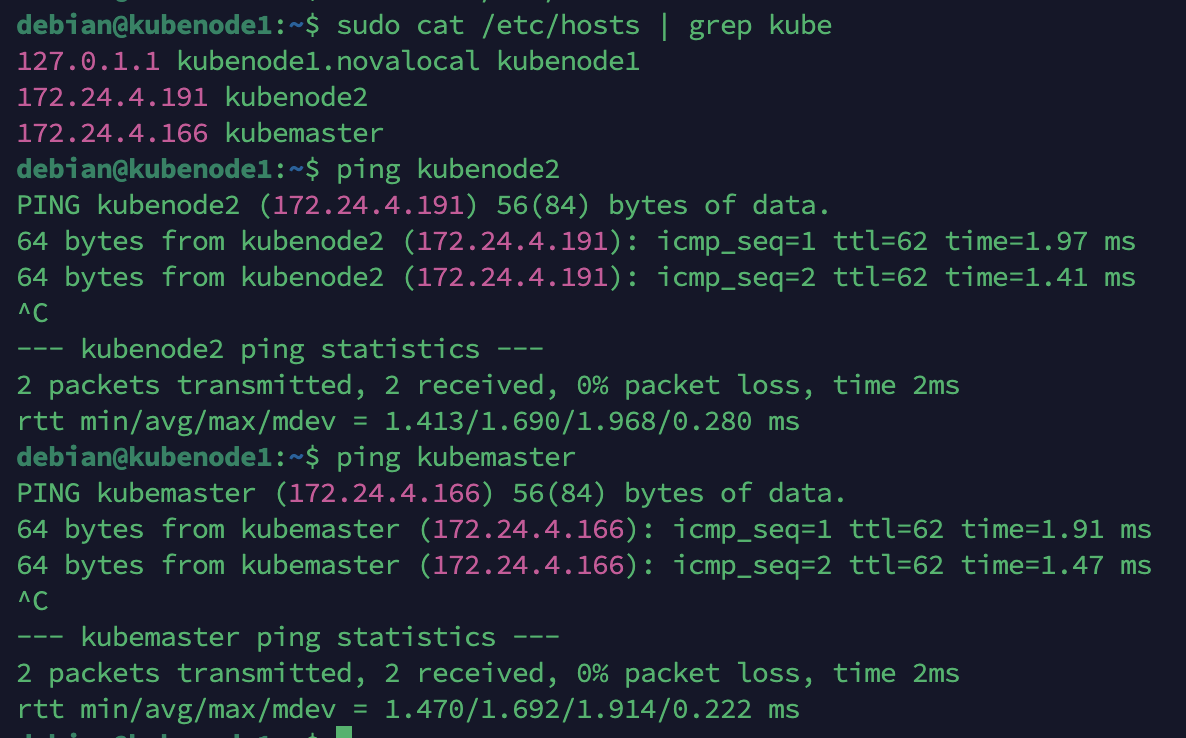 debian@kubenode1:~$ sudo cat /etc/hosts | grep kube
127.0.1.1 kubenode1.novalocal kubenode1
172.24.4.191 kubenode2
172.24.4.166 kubemaster
debian@kubenode1:~$ ping kubenode2
PING kubenode2 (172.24.4.191) 56(84) bytes of data.
64 bytes from kubenode2 (172.24.4.191): icmp_seq=1 ttl=62 time=1.97 ms
64 bytes from kubenode2 (172.24.4.191): icmp_seq=2 ttl=62 time=1.41 ms
^C
--- kubenode2 ping statistics ---
2 packets transmitted, 2 received, 0% packet loss, time 2ms
rtt min/avg/max/mdev = 1.413/1.690/1.968/0.280 ms
debian@kubenode1:~$ ping kubemaster
PING kubemaster (172.24.4.166) 56(84) bytes of data.
64 bytes from kubemaster (172.24.4.166): icmp_seq=1 ttl=62 time=1.91 ms
64 bytes from kubemaster (172.24.4.166): icmp_seq=2 ttl=62 time=1.47 ms
^C
--- kubemaster ping statistics ---
2 packets transmitted, 2 received, 0% packet loss, time 2ms
rtt min/avg/max/mdev = 1.470/1.692/1.914/0.222 ms